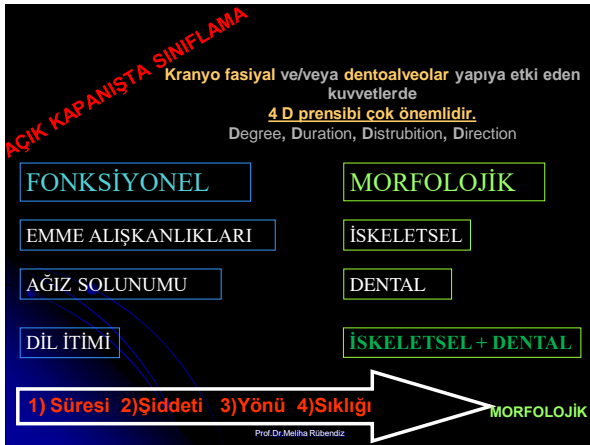 AÇIK KAPANIŞTA SINIFLAMA
Kranyo fasiyal ve/veya dentoalveolar yapıya etki eden
kuvvetlerde
4 D prensibi çok önemlidir.
Degree, Duration, Distrubition, Direction
FONKSİYONEL
MORFOLOJİK
EMME ALIŞKANLIKLARI
İSKELETSEL
AĞIZ SOLUNUMU
DENTAL
DİL İTİMİ
İSKELETSEL + DENTAL
1) Süresi 2)Şiddeti 3)Yönü 4)Sıklığı
MORFOLOJİK
Prof.Dr.Meliha Rübendiz